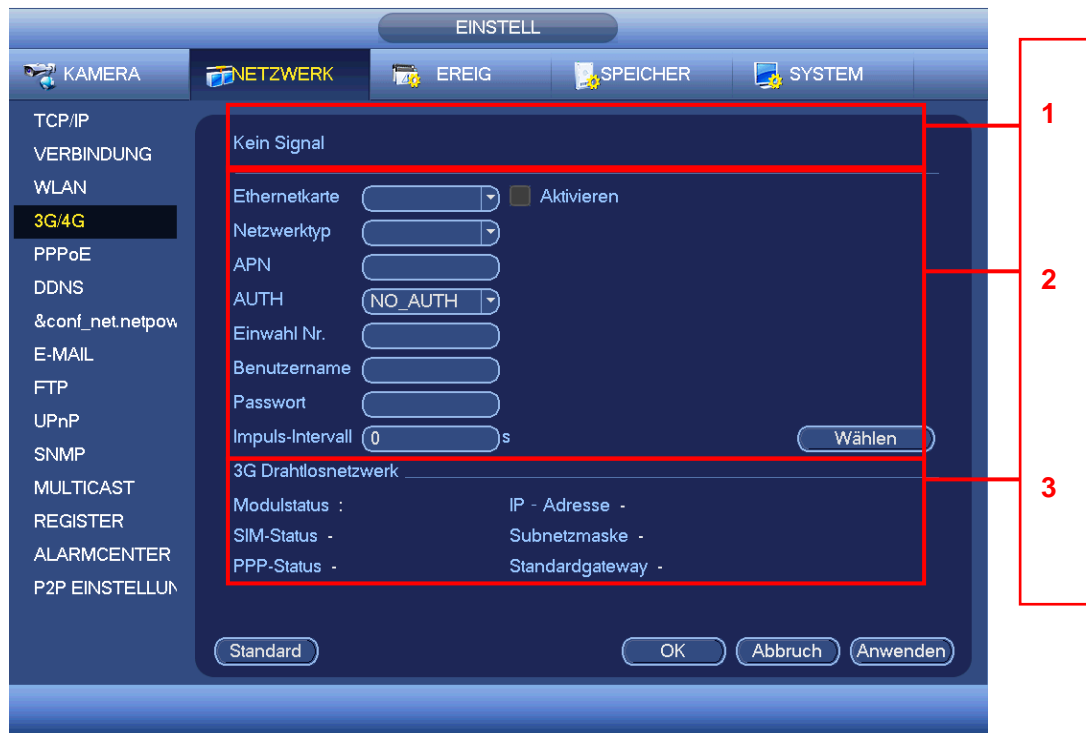 EINSTELL
KAMERA NETZWERK EREIG SPEICHER SYSTEM
TCP/IP
VERBINDUNG
WLAN
3G/4G
PPPoE
DDNS
&conf_net.netpow
E-MAIL
FTP
UPnP
SNMP
MULTICAST
REGISTER
ALARMCENTER
P2P EINSTELLUN
Kein Signal
Ethernetkarte Aktivieren
Netzwerktyp
APN
AUTH NO_AUTH
Einwahl Nr.
Benutzername
Passwort
Impuls-Intervall 0 s Wählen
3G Drahtlosnetzwerk
Modulstatus : IP - Adresse -
SIM-Status - Subnetzmaske -
PPP-Status - Standardgateway -
Standard OK Abbruch Anwenden
1
2
3